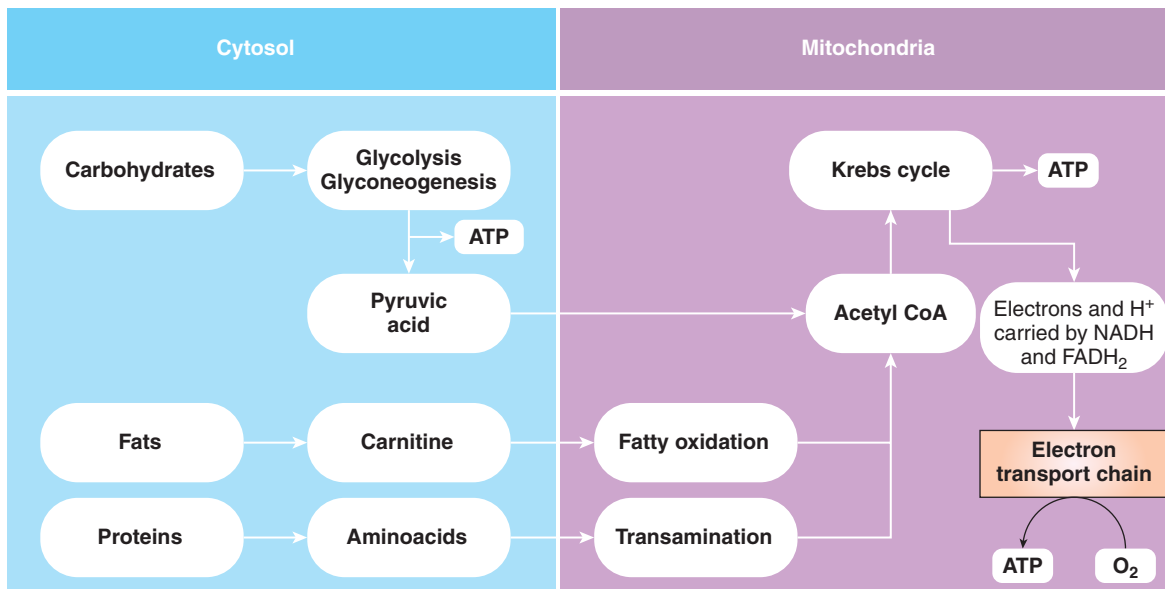 Cytosol
Mitochondria
Carbohydrates
Glycolysis
Glyconeogenesis
ATP
Pyruvic
acid
Krebs cycle
ATP
Acetyl CoA
Electrons and H⁺
carried by NADH
and FADH₂
Fats
Carnitine
Fatty oxidation
Electron
transport chain
Proteins
Aminoacids
Transamination
ATP
O₂